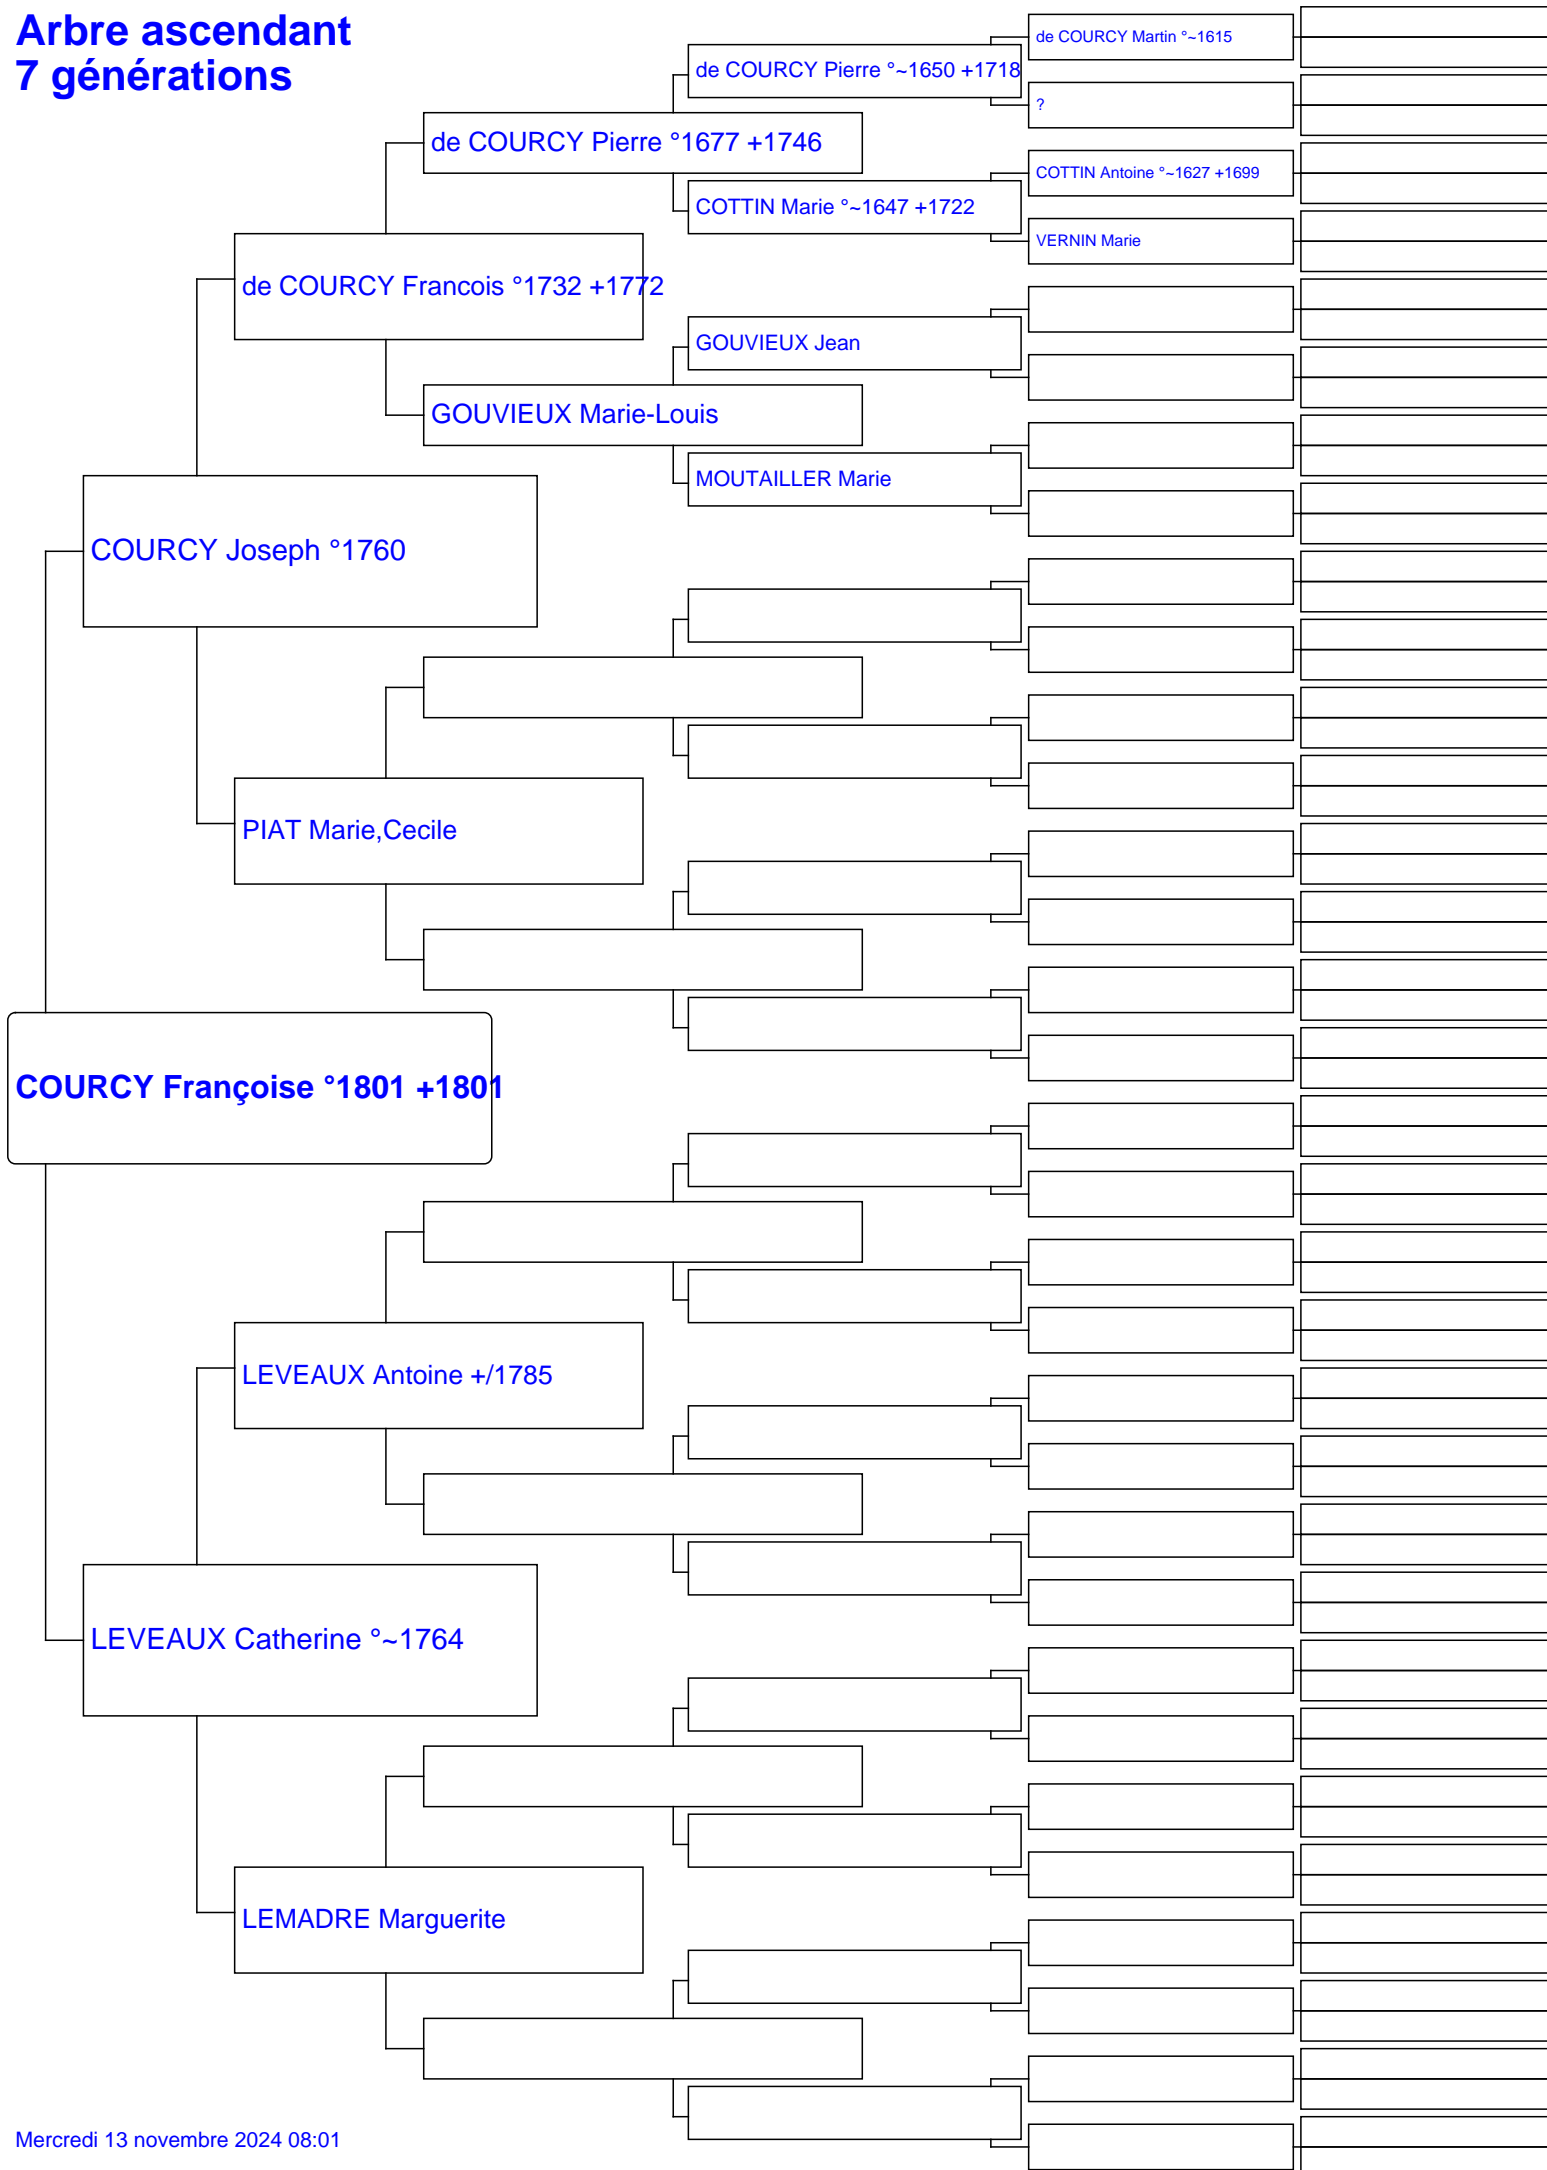 Arbre ascendant
7 générations
de COURCY Martin °~1615
de COURCY Pierre °~1650 +1718
?
de COURCY Pierre °1677 +1746
COTTIN Antoine °~1627 +1699
COTTIN Marie °~1647 +1722
VERNIN Marie
de COURCY Francois °1732 +1772
GOUVIEUX Jean
GOUVIEUX Marie-Louis
MOUTAILLER Marie
COURCY Joseph °1760
PIAT Marie,Cecile
COURCY Françoise °1801 +1801
LEVEAUX Antoine +/1785
LEVEAUX Catherine °~1764
LEMADRE Marguerite
Mercredi 13 novembre 2024 08:01